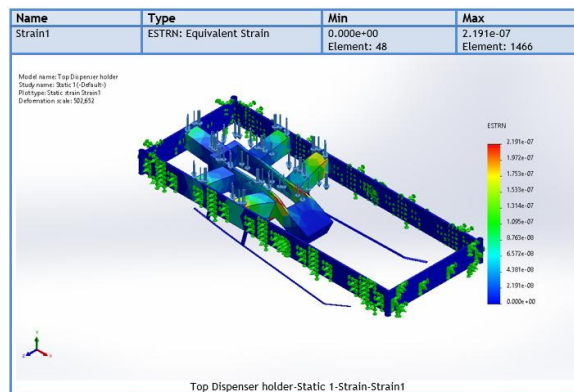 Name Type Min Max
Strain1 ESTRN: Equivalent Strain 0.000e+00 2.191e-07
Element: 48 Element: 1466
Model name: Top Dispenser holder
Study name: Static 1(-Default-)
Plot type: Static strain Strain1
Deformation scale: 502,652
ESTRN
2.191e-07
1.972e-07
1.753e-07
1.533e-07
1.314e-07
1.095e-07
8.763e-08
6.572e-08
4.381e-08
2.191e-08
0.000e+00
Top Dispenser holder-Static 1-Strain-Strain1